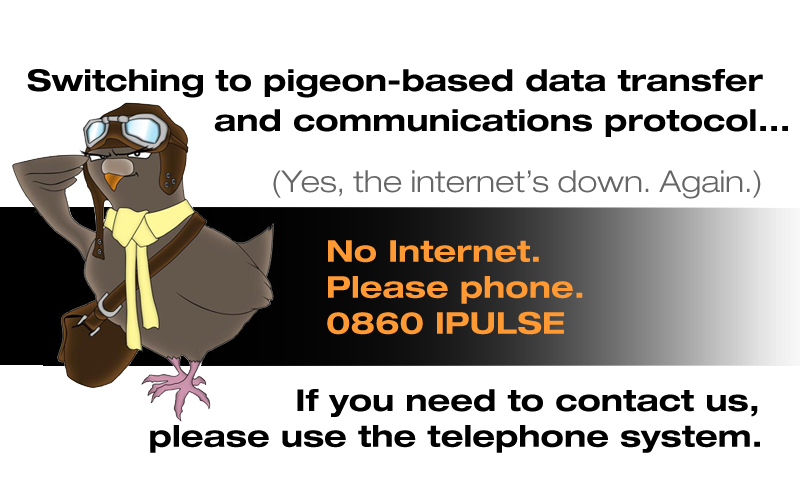 Switching to pigeon-based data transfer
and communications protocol...
(Yes, the internet's down. Again.)
No Internet.
Please phone.
0860 IPULSE
If you need to contact us,
please use the telephone system.